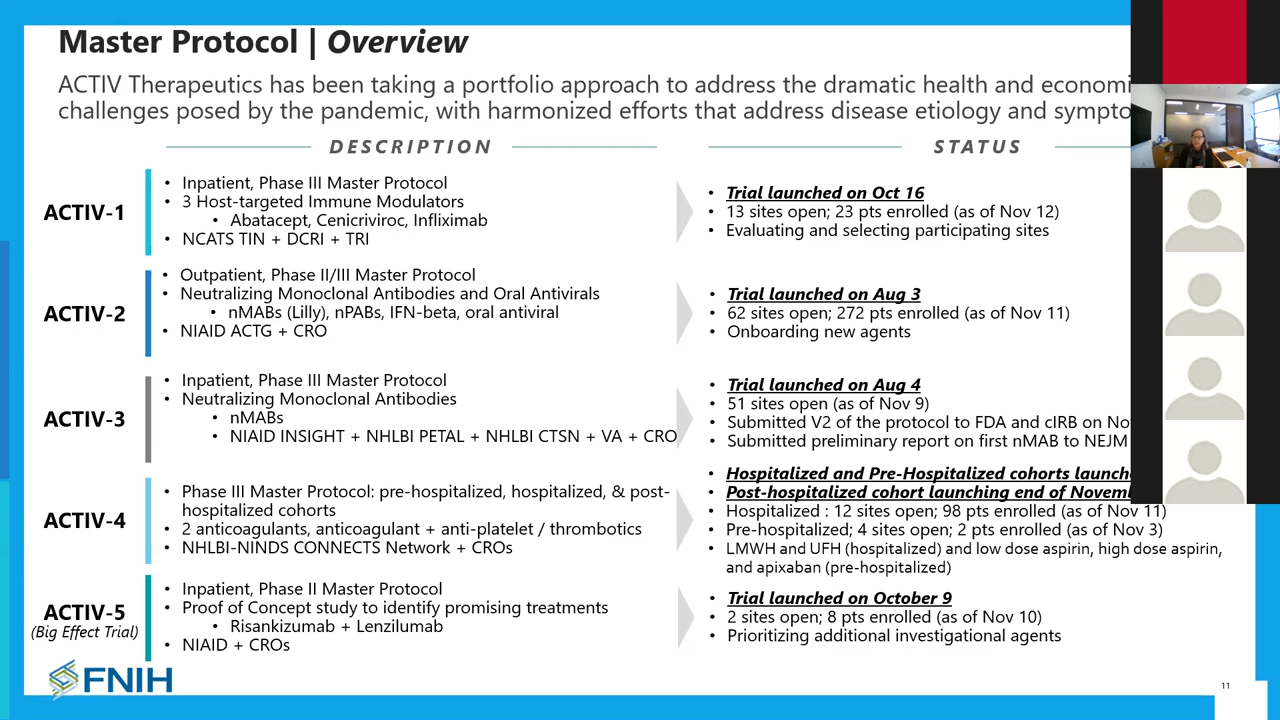 Master Protocol | Overview
ACTIV Therapeutics has been taking a portfolio approach to address the dramatic health and economi
challenges posed by the pandemic, with harmonized efforts that address disease etiology and sympto
DESCRIPTION
STATUS
ACTIV-1
• Inpatient, Phase III Master Protocol
• 3 Host-targeted Immune Modulators
• Abatacept, Cenicriviroc, Infliximab
• NCATS TIN + DCRI + TRI
• Trial launched on Oct 16
• 13 sites open; 23 pts enrolled (as of Nov 12)
• Evaluating and selecting participating sites
ACTIV-2
• Outpatient, Phase II/III Master Protocol
• Neutralizing Monoclonal Antibodies and Oral Antivirals
• nMABs (Lilly), nPABs, IFN-beta, oral antiviral
• NIAID ACTG + CRO
• Trial launched on Aug 3
• 62 sites open; 272 pts enrolled (as of Nov 11)
• Onboarding new agents
ACTIV-3
• Inpatient, Phase III Master Protocol
• Neutralizing Monoclonal Antibodies
• nMABs
• NIAID INSIGHT + NHLBI PETAL + NHLBI CTSN + VA + CRO
• Trial launched on Aug 4
• 51 sites open (as of Nov 9)
• Submitted V2 of the protocol to FDA and cIRB on No
• Submitted preliminary report on first nMAB to NEJM
ACTIV-4
• Phase III Master Protocol: pre-hospitalized, hospitalized, & post-
hospitalized cohorts
• 2 anticoagulants, anticoagulant + anti-platelet / thrombotics
• NHLBI-NINDS CONNECTS Network + CROs
• Hospitalized and Pre-Hospitalized cohorts launche
• Post-hospitalized cohort launching end of Novem
• Hospitalized : 12 sites open; 98 pts enrolled (as of Nov 11)
• Pre-hospitalized; 4 sites open; 2 pts enrolled (as of Nov 3)
• LMWH and UFH (hospitalized) and low dose aspirin, high dose aspirin,
and apixaban (pre-hospitalized)
ACTIV-5
(Big Effect Trial)
• Inpatient, Phase II Master Protocol
• Proof of Concept study to identify promising treatments
• Risankizumab + Lenzilumab
• NIAID + CROs
• Trial launched on October 9
• 2 sites open; 8 pts enrolled (as of Nov 10)
• Prioritizing additional investigational agents
FNIH
11